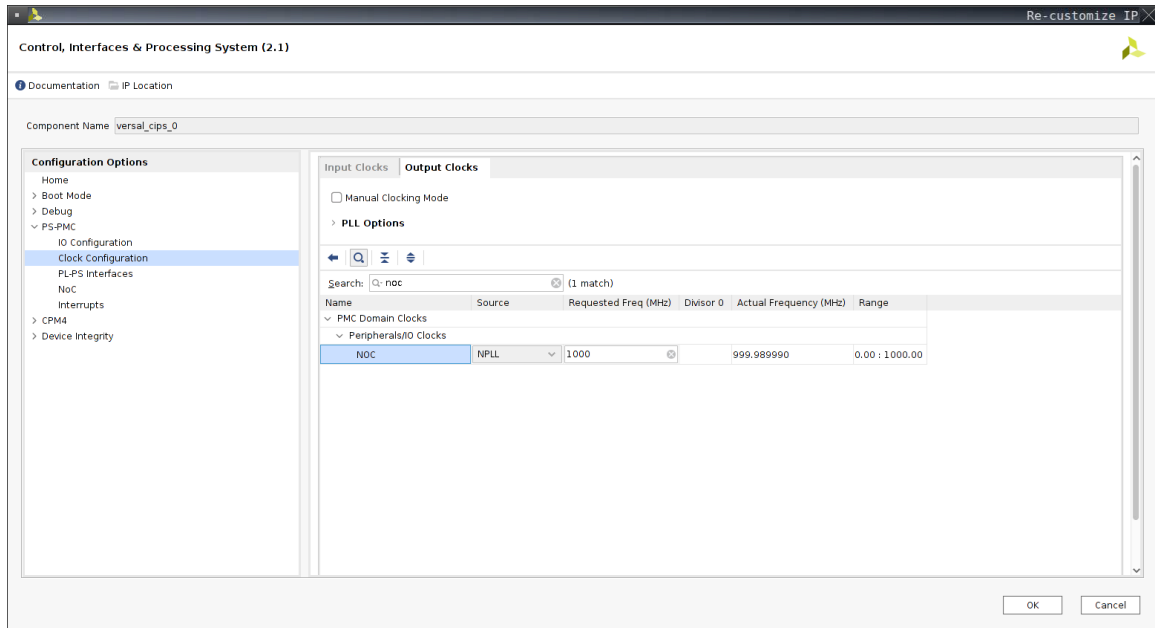 Re-customize IP
Control, Interfaces & Processing System (2.1)
Documentation IP Location
Component Name versal_cips_0
Configuration Options
Home
Boot Mode
Debug
PS-PMC
IO Configuration
Clock Configuration
PL-PS Interfaces
NoC
Interrupts
CPM4
Device Integrity
Input Clocks Output Clocks
Manual Clocking Mode
PLL Options
Search: noc (1 match)
Name Source Requested Freq (MHz) Divisor 0 Actual Frequency (MHz) Range
PMC Domain Clocks
Peripherals/IO Clocks
NOC NPLL 1000 999.989990 0.00 : 1000.00
OK Cancel